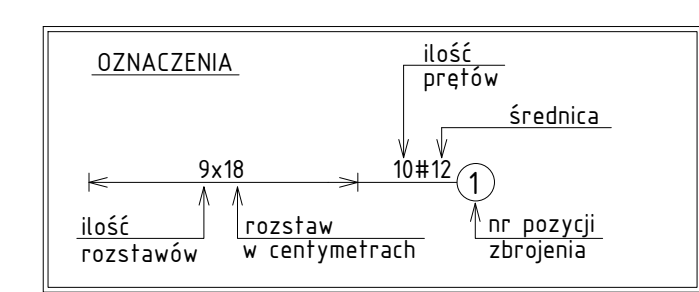 OZNACZENIA
ilość
prętów
średnica
9x18
10#12
1
ilość
rozstawów
rozstaw
w centymetrach
nr pozycji
zbrojenia